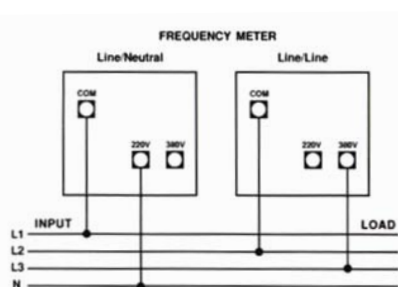 FREQUENCY METER
Line/Neutral Line/Line
COM COM
220V 380V 220V 380V
INPUT LOAD
L1
L2
L3
N